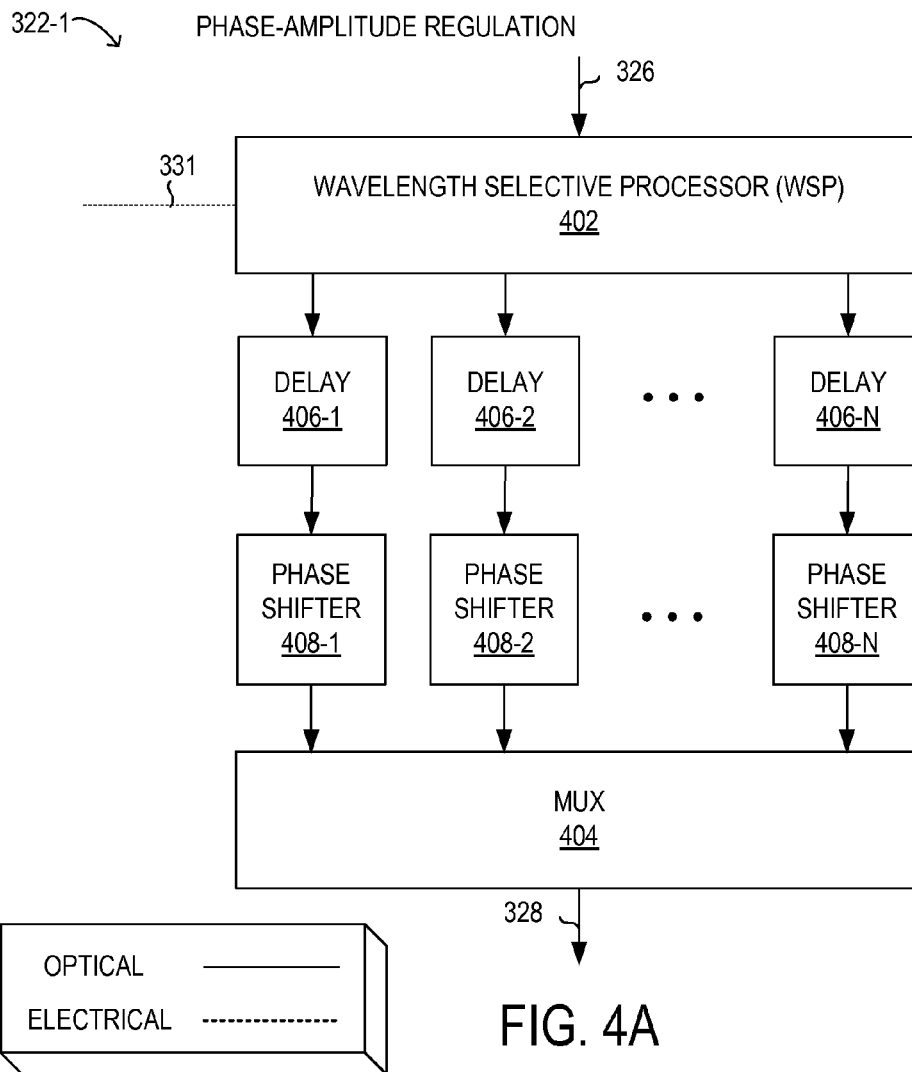 322-1
PHASE-AMPLITUDE REGULATION
326
331
WAVELENGTH SELECTIVE PROCESSOR (WSP)
402
DELAY
406-1
DELAY
406-2
DELAY
406-N
PHASE
SHIFTER
408-1
PHASE
SHIFTER
408-2
PHASE
SHIFTER
408-N
MUX
404
328
OPTICAL
ELECTRICAL
FIG. 4A